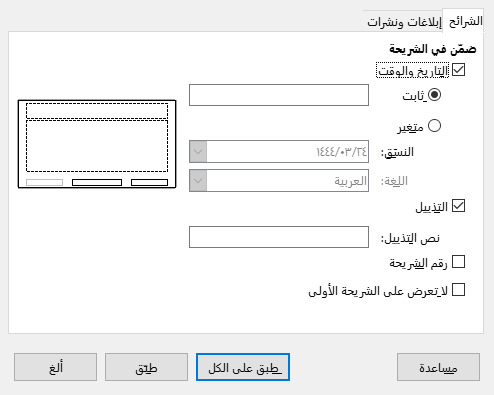 الشرائح
إبلاغات ونشرات
ضمّن في الشريحة
التاريخ والوقت
ثابت
متغير
النسَق:
١٤٤٤/٠٣/٢٤
اللغة:
العربية
التذييل
نص التذييل:
رقم الشريحة
لا تعرض على الشريحة الأولى
مساعدة
طبق على الكل
طبّق
ألغ